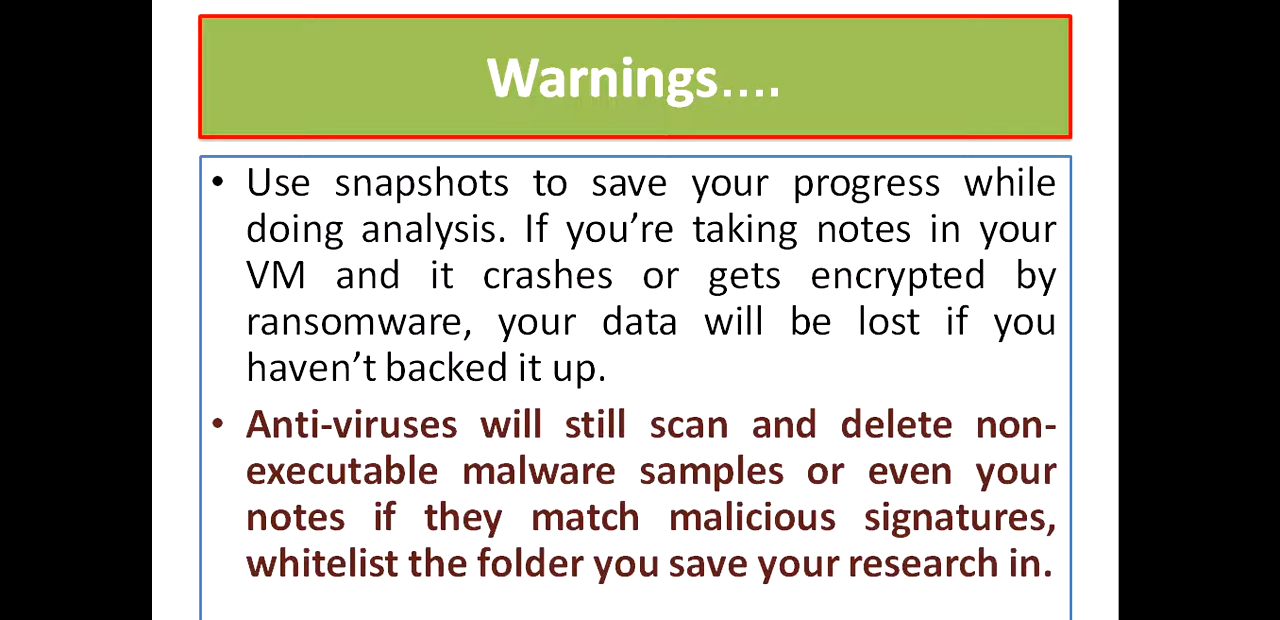 Warnings....
• Use snapshots to save your progress while
doing analysis. If you’re taking notes in your
VM and it crashes or gets encrypted by
ransomware, your data will be lost if you
haven’t backed it up.
• Anti-viruses will still scan and delete non-
executable malware samples or even your
notes if they match malicious signatures,
whitelist the folder you save your research in.